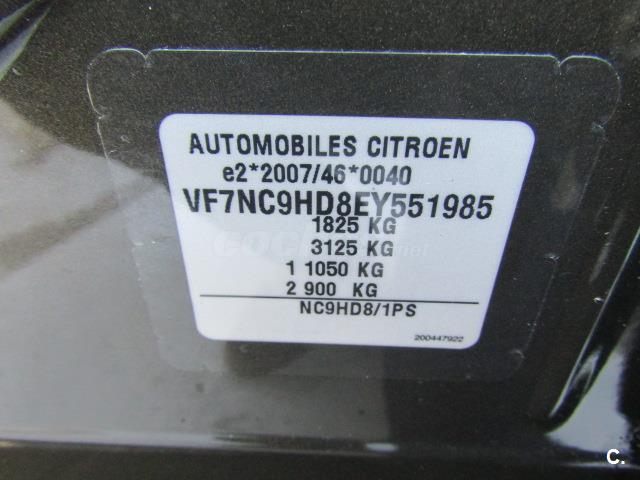 AUTOMOBILES CITROEN
e2*2007/46*0040
VF7NC9HD8EY551985
1825 KG
3125 KG
1 1050 KG
2 900 KG
NC9HD8/1PS
200447922
C.